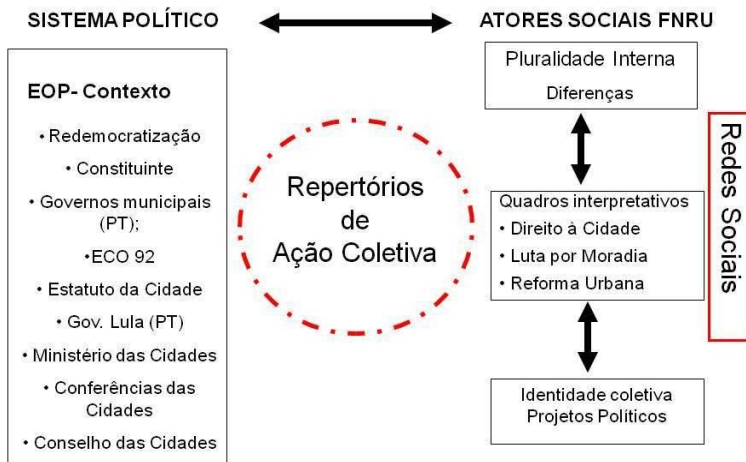 SISTEMA POLÍTICO
EOP- Contexto
• Redemocratização
• Constituinte
• Governos municipais
(PT);
•ECO 92
• Estatuto da Cidade
• Gov. Lula (PT)
• Ministério das Cidades
• Conferências das
Cidades
• Conselho das Cidades
Repertórios
de
Ação Coletiva
ATORES SOCIAIS FNRU
Pluralidade Interna
Diferenças
Quadros interpretativos
• Direito à Cidade
• Luta por Moradia
• Reforma Urbana
Identidade coletiva
Projetos Políticos
Redes Sociais